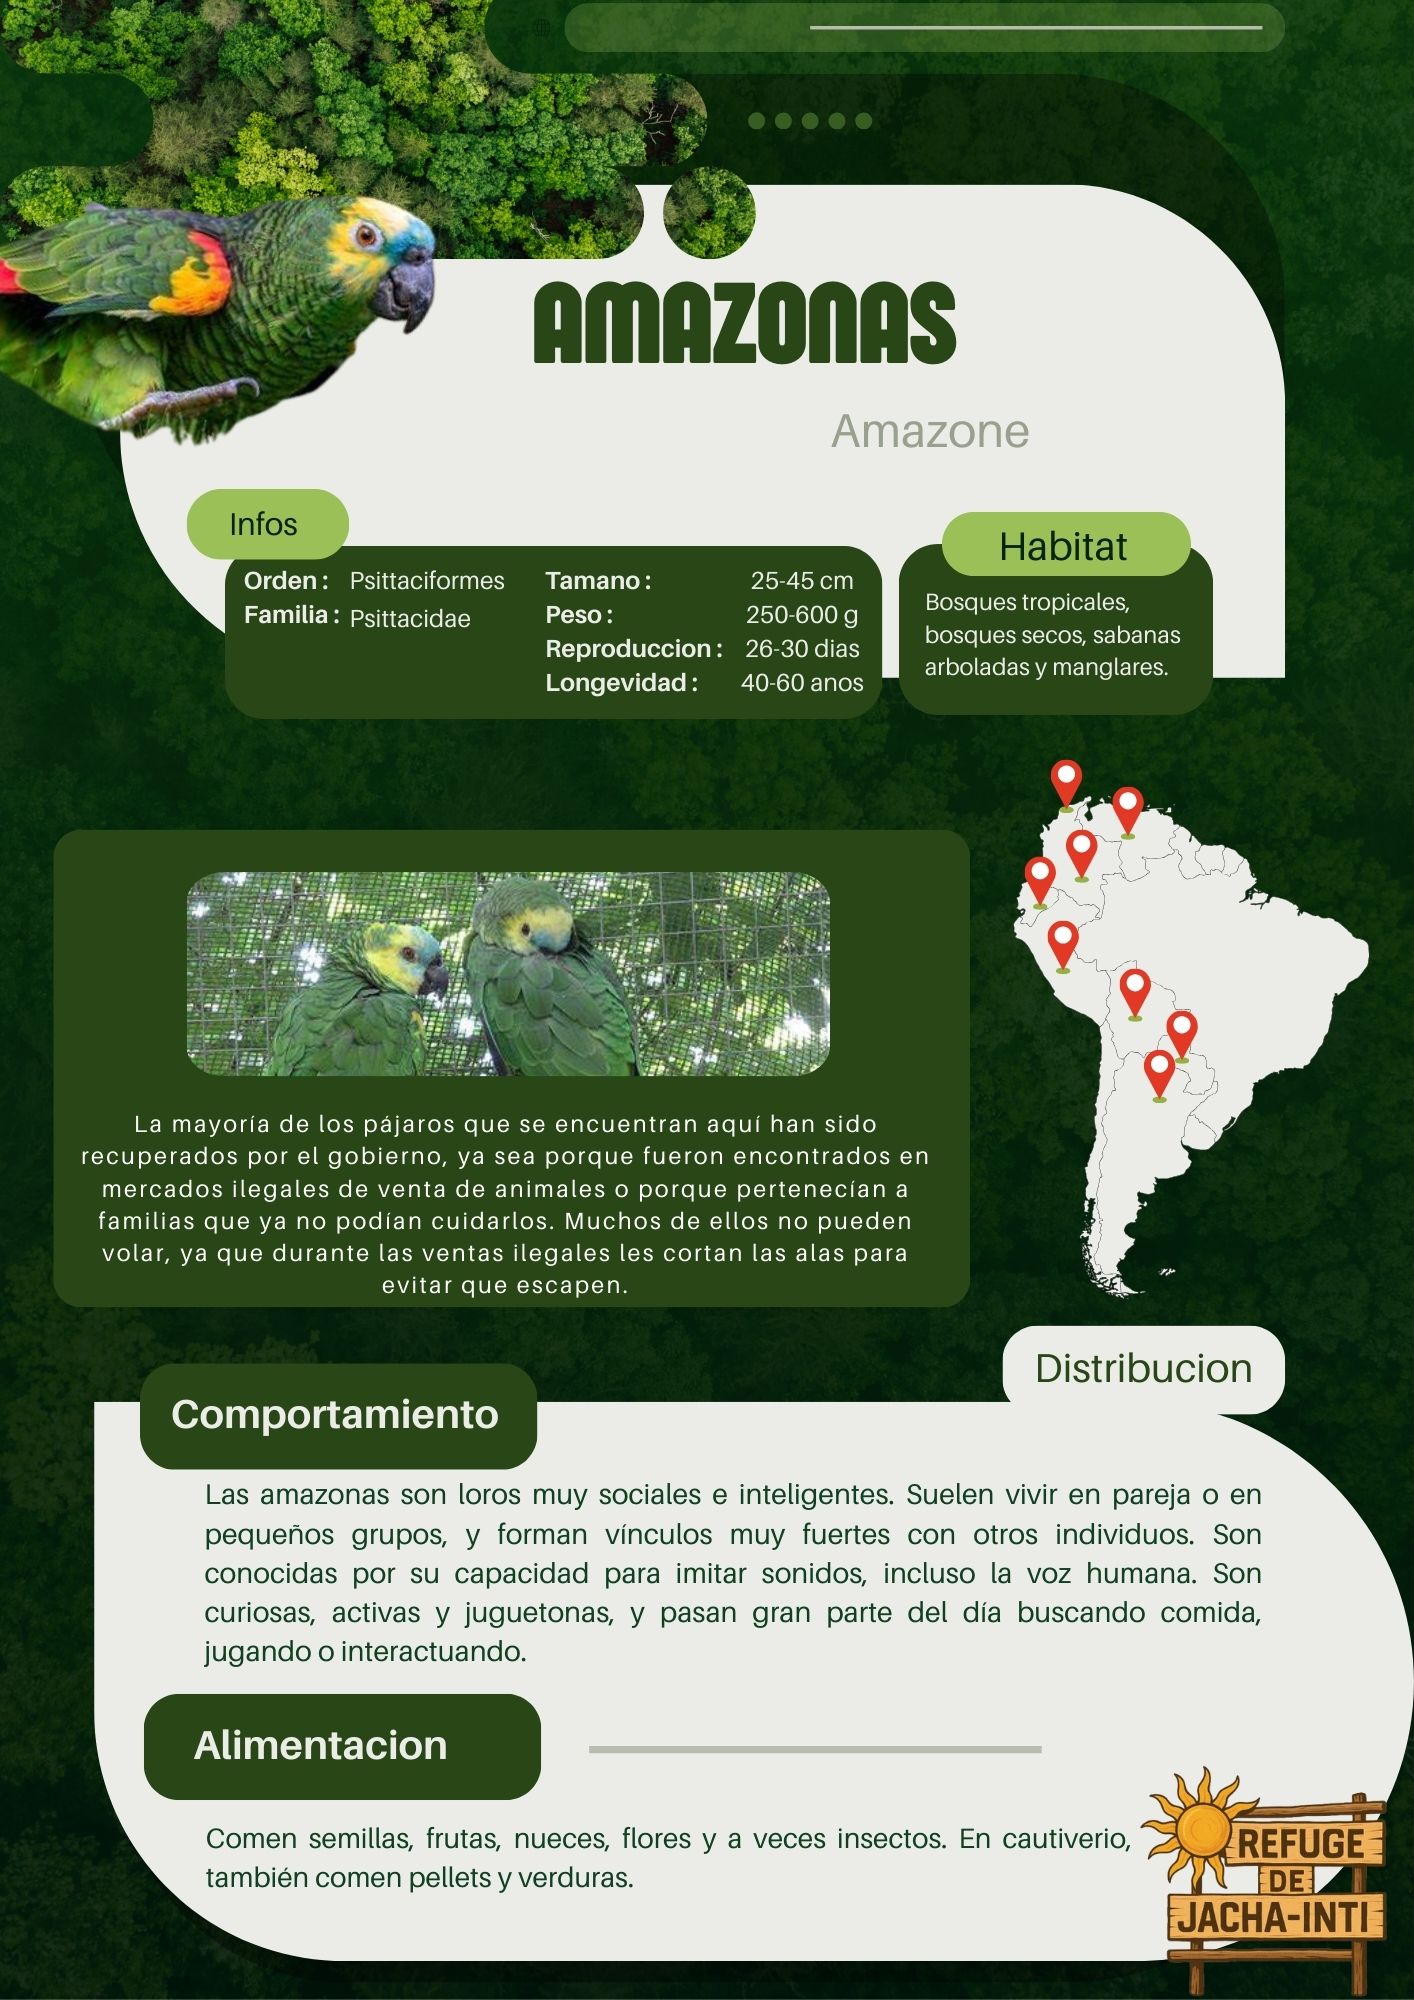 AMAZONAS
Amazone
Infos
Orden : Psittaciformes
Familia : Psittacidae
Tamano : 25-45 cm
Peso : 250-600 g
Reproduccion : 26-30 dias
Longevidad : 40-60 anos
Habitat
Bosques tropicales,
bosques secos, sabanas
arboladas y manglares.
La mayoría de los pájaros que se encuentran aquí han sido
recuperados por el gobierno, ya sea porque fueron encontrados en
mercados ilegales de venta de animales o porque pertenecían a
familias que ya no podían cuidarlos. Muchos de ellos no pueden
volar, ya que durante las ventas ilegales les cortan las alas para
evitar que escapen.
Distribucion
Comportamiento
Las amazonas son loros muy sociales e inteligentes. Suelen vivir en pareja o en
pequeños grupos, y forman vínculos muy fuertes con otros individuos. Son
conocidas por su capacidad para imitar sonidos, incluso la voz humana. Son
curiosas, activas y juguetonas, y pasan gran parte del día buscando comida,
jugando o interactuando.
Alimentacion
Comen semillas, frutas, nueces, flores y a veces insectos. En cautiverio,
también comen pellets y verduras.
REFUGE
DE
JACHA-INTI